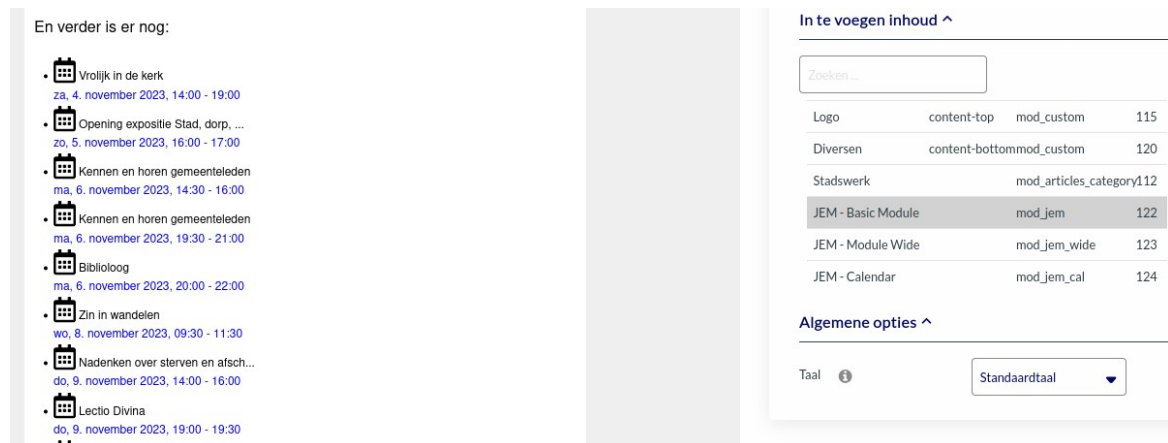 En verder is er nog:
Vrolijk in de kerk
za, 4. november 2023, 14:00 - 19:00
Opening expositie Stad, dorp, ...
zo, 5. november 2023, 16:00 - 17:00
Kennen en horen gemeenteleden
ma, 6. november 2023, 14:30 - 16:00
Kennen en horen gemeenteleden
ma, 6. november 2023, 19:30 - 21:00
Biblioloog
ma, 6. november 2023, 20:00 - 22:00
Zin in wandelen
wo, 8. november 2023, 09:30 - 11:30
Nadenken over sterven en afsch...
do, 9. november 2023, 14:00 - 16:00
Lectio Divina
do, 9. november 2023, 19:00 - 19:30
In te voegen inhoud
Zoeken ...
Logo content-top mod_custom 115
Diversen content-bottom mod_custom 120
Stadswerk mod_articles_category 112
JEM - Basic Module mod_jem 122
JEM - Module Wide mod_jem_wide 123
JEM - Calendar mod_jem_cal 124
Algemene opties
Taal Standaardtaal